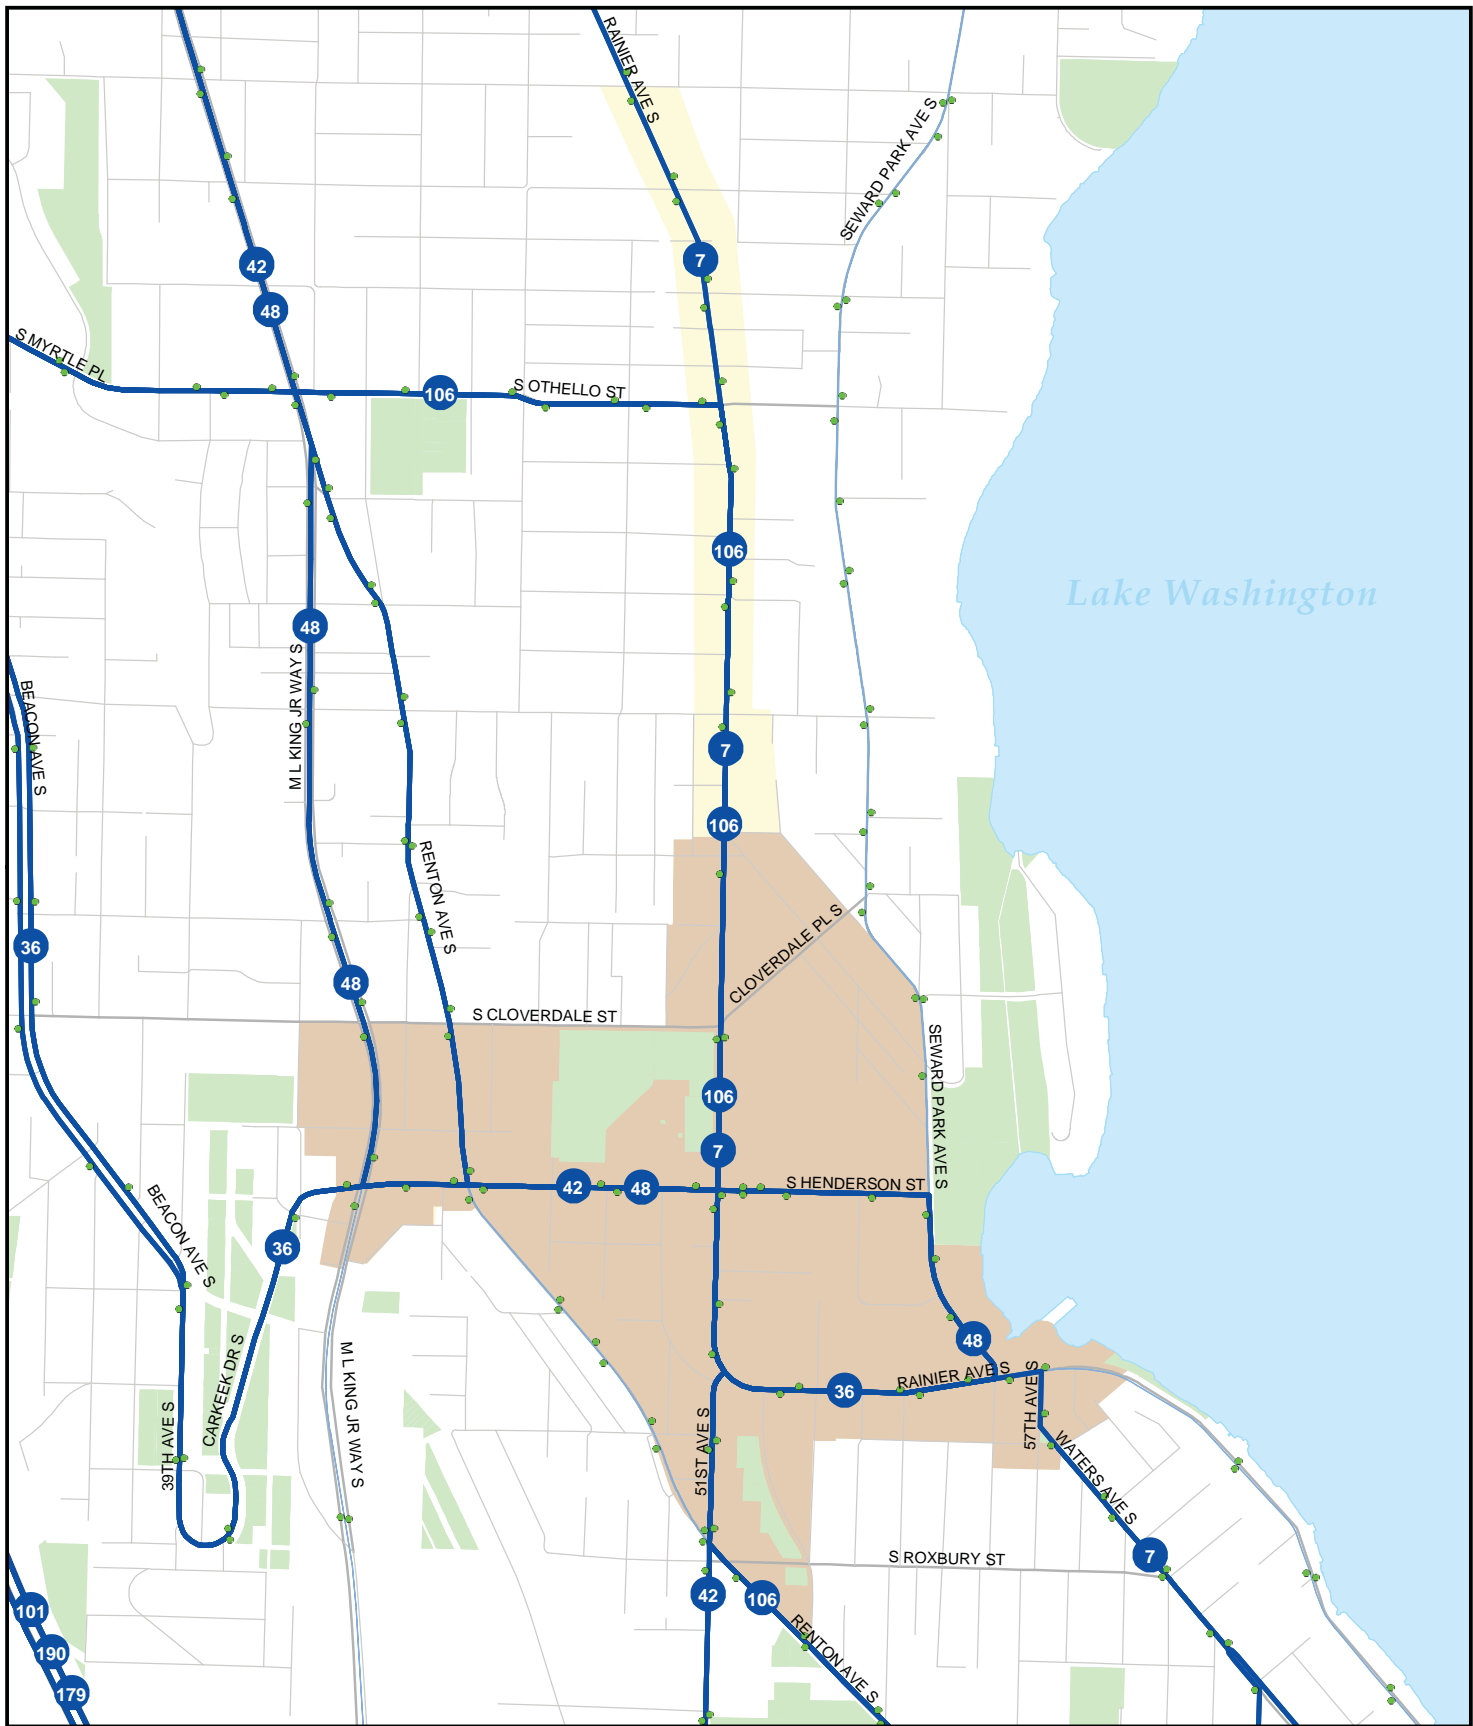 RAINIER AVE S
SEWARD PARK AVE S
42
7
48
S MYRTLE PL
106
S OTHELLO ST
106
Lake Washington
48
M L KING JR WAY S
BEACON AVE S
7
106
RENTON AVE S
36
CLOVERDALE PL S
48
S CLOVERDALE ST
SEWARD PARK AVE S
106
7
42
48
S HENDERSON ST
BEACON AVE S
36
48
CARKEEK DR S
M L KING JR WAY S
RAINIER AVE S
36
57TH AVE S
39TH AVE S
51ST AVE S
WATERS AVE S
7
S ROXBURY ST
42
106
101
RENTON AVE S
190
179